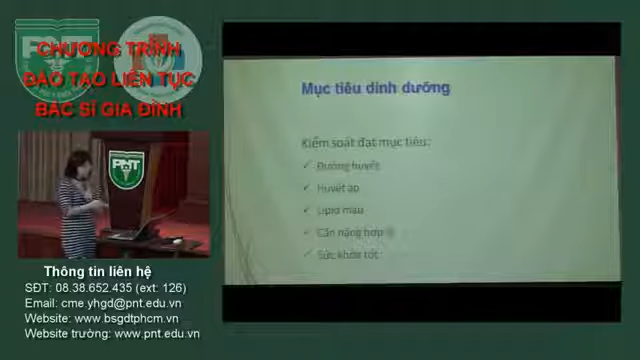 CHƯƠNG TRÌNH
ĐÀO TẠO LIÊN TỤC
BÁC SĨ GIA ĐÌNH
PNT
Thông tin liên hệ
SĐT: 08.38.652.435 (ext: 126)
Email: cme.yhgd@pnt.edu.vn
Website: www.bsgdtphcm.vn
Website trường: www.pnt.edu.vn
Mục tiêu dinh dưỡng
Kiểm soát đạt mục tiêu:
✓ Đường huyết
✓ Huyết áp
✓ Lipid máu
✓ Cân nặng hợp lí
✓ Sức khỏe tốt